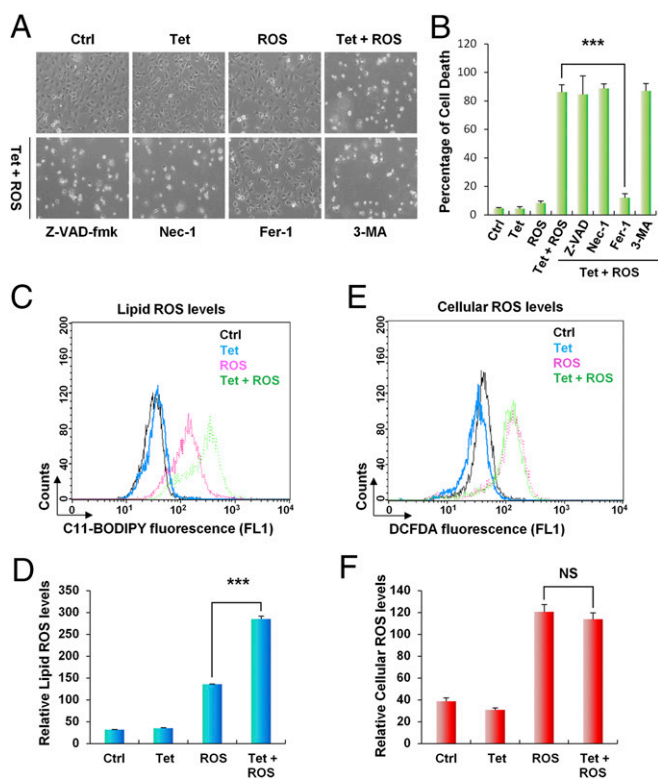 A
Ctrl Tet ROS Tet + ROS
Tet + ROS
Z-VAD-fmk Nec-1 Fer-1 3-MA
B
Percentage of Cell Death
120
100
80
60
40
20
0
***
Ctrl Tet ROS Tet + ROS Z-VAD Nec-1 Fer-1 3-MA
Tet + ROS
C
Lipid ROS levels
Ctrl
Tet
ROS
Tet + ROS
Counts
200
160
120
80
40
0
10⁰ 10¹ 10² 10³ 10⁴
C11-BODIPY fluorescence (FL1)
E
Cellular ROS levels
Ctrl
Tet
ROS
Tet + ROS
Counts
200
160
120
80
40
0
10⁰ 10¹ 10² 10³ 10⁴
DCFDA fluorescence (FL1)
D
Relative Lipid ROS levels
350
300
250
200
150
100
50
0
***
Ctrl Tet ROS Tet +
ROS
F
Relative Cellular ROS levels
140
120
100
80
60
40
20
0
NS
Ctrl Tet ROS Tet +
ROS